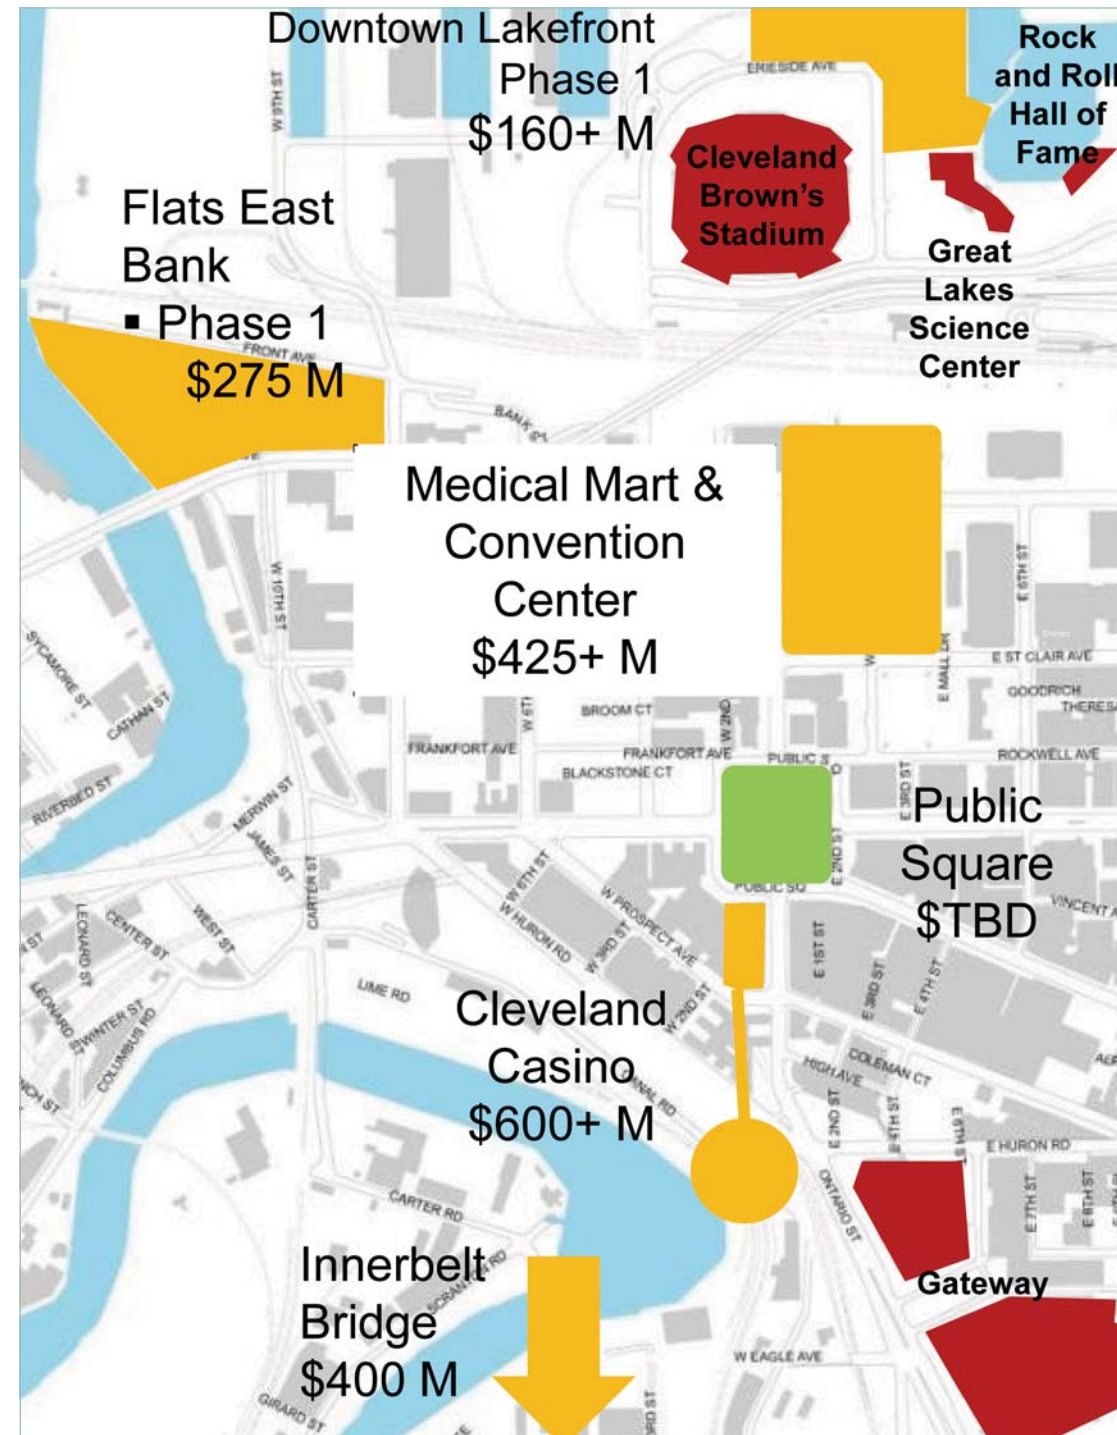 Downtown Lakefront
Phase 1
$160+ M
Rock
and Roll
Hall of
Fame
ERIESIDE AVE
W 9TH ST
Cleveland
Brown's
Stadium
Great
Lakes
Science
Center
Flats East
Bank
▪ Phase 1
$275 M
FRONT AVE
BANK
Medical Mart &
Convention
Center
$425+ M
W 10TH ST
E 6TH ST
E MALL DR
E ST CLAIR AVE
GOODRICH
SYCAMORE ST
CATHAN ST
W 6TH
BROOM CT
W 2ND
FRANKFORT AVE
FRANKFORT AVE
PUBLIC S
ROCKWELL AVE
BLACKSTONE CT
E 3RD ST
RIVERBED ST
MERWIN ST
JAMES ST
Public
Square
$TBD
E 2ND ST
PUBLIC SQ
CARTER ST
W 6TH ST
W PROSPECT AVE
W HURON RD
W 3RD ST
VINCENT
LEONARD ST
CENTER ST
WEST ST
E 1ST ST
E 3RD ST
E 4TH ST
LIME RD
W 2ND ST
LEONARD ST
WINTER ST
COLUMBUS RD
Cleveland
Casino
$600+ M
CANAL RD
HIGH AVE
COLEMAN CT
E 2ND ST
E 4TH ST
E HURON RD
ONTARIO ST
E 7TH ST
E 8TH ST
CARTER RD
SCRANTON RD
Innerbelt
Bridge
$400 M
Gateway
W EAGLE AVE
GIRARD ST